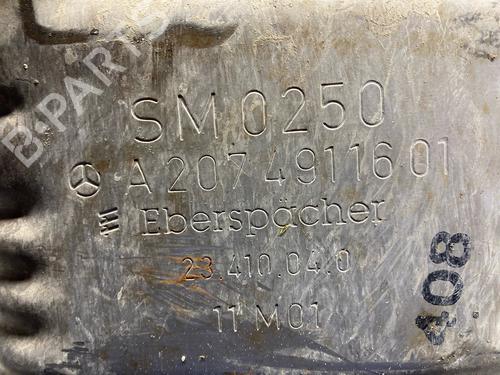 B-PARTS
SM 0250
A 207 491 16 01
Eberspächer
23.410.04.0
11 M01
408